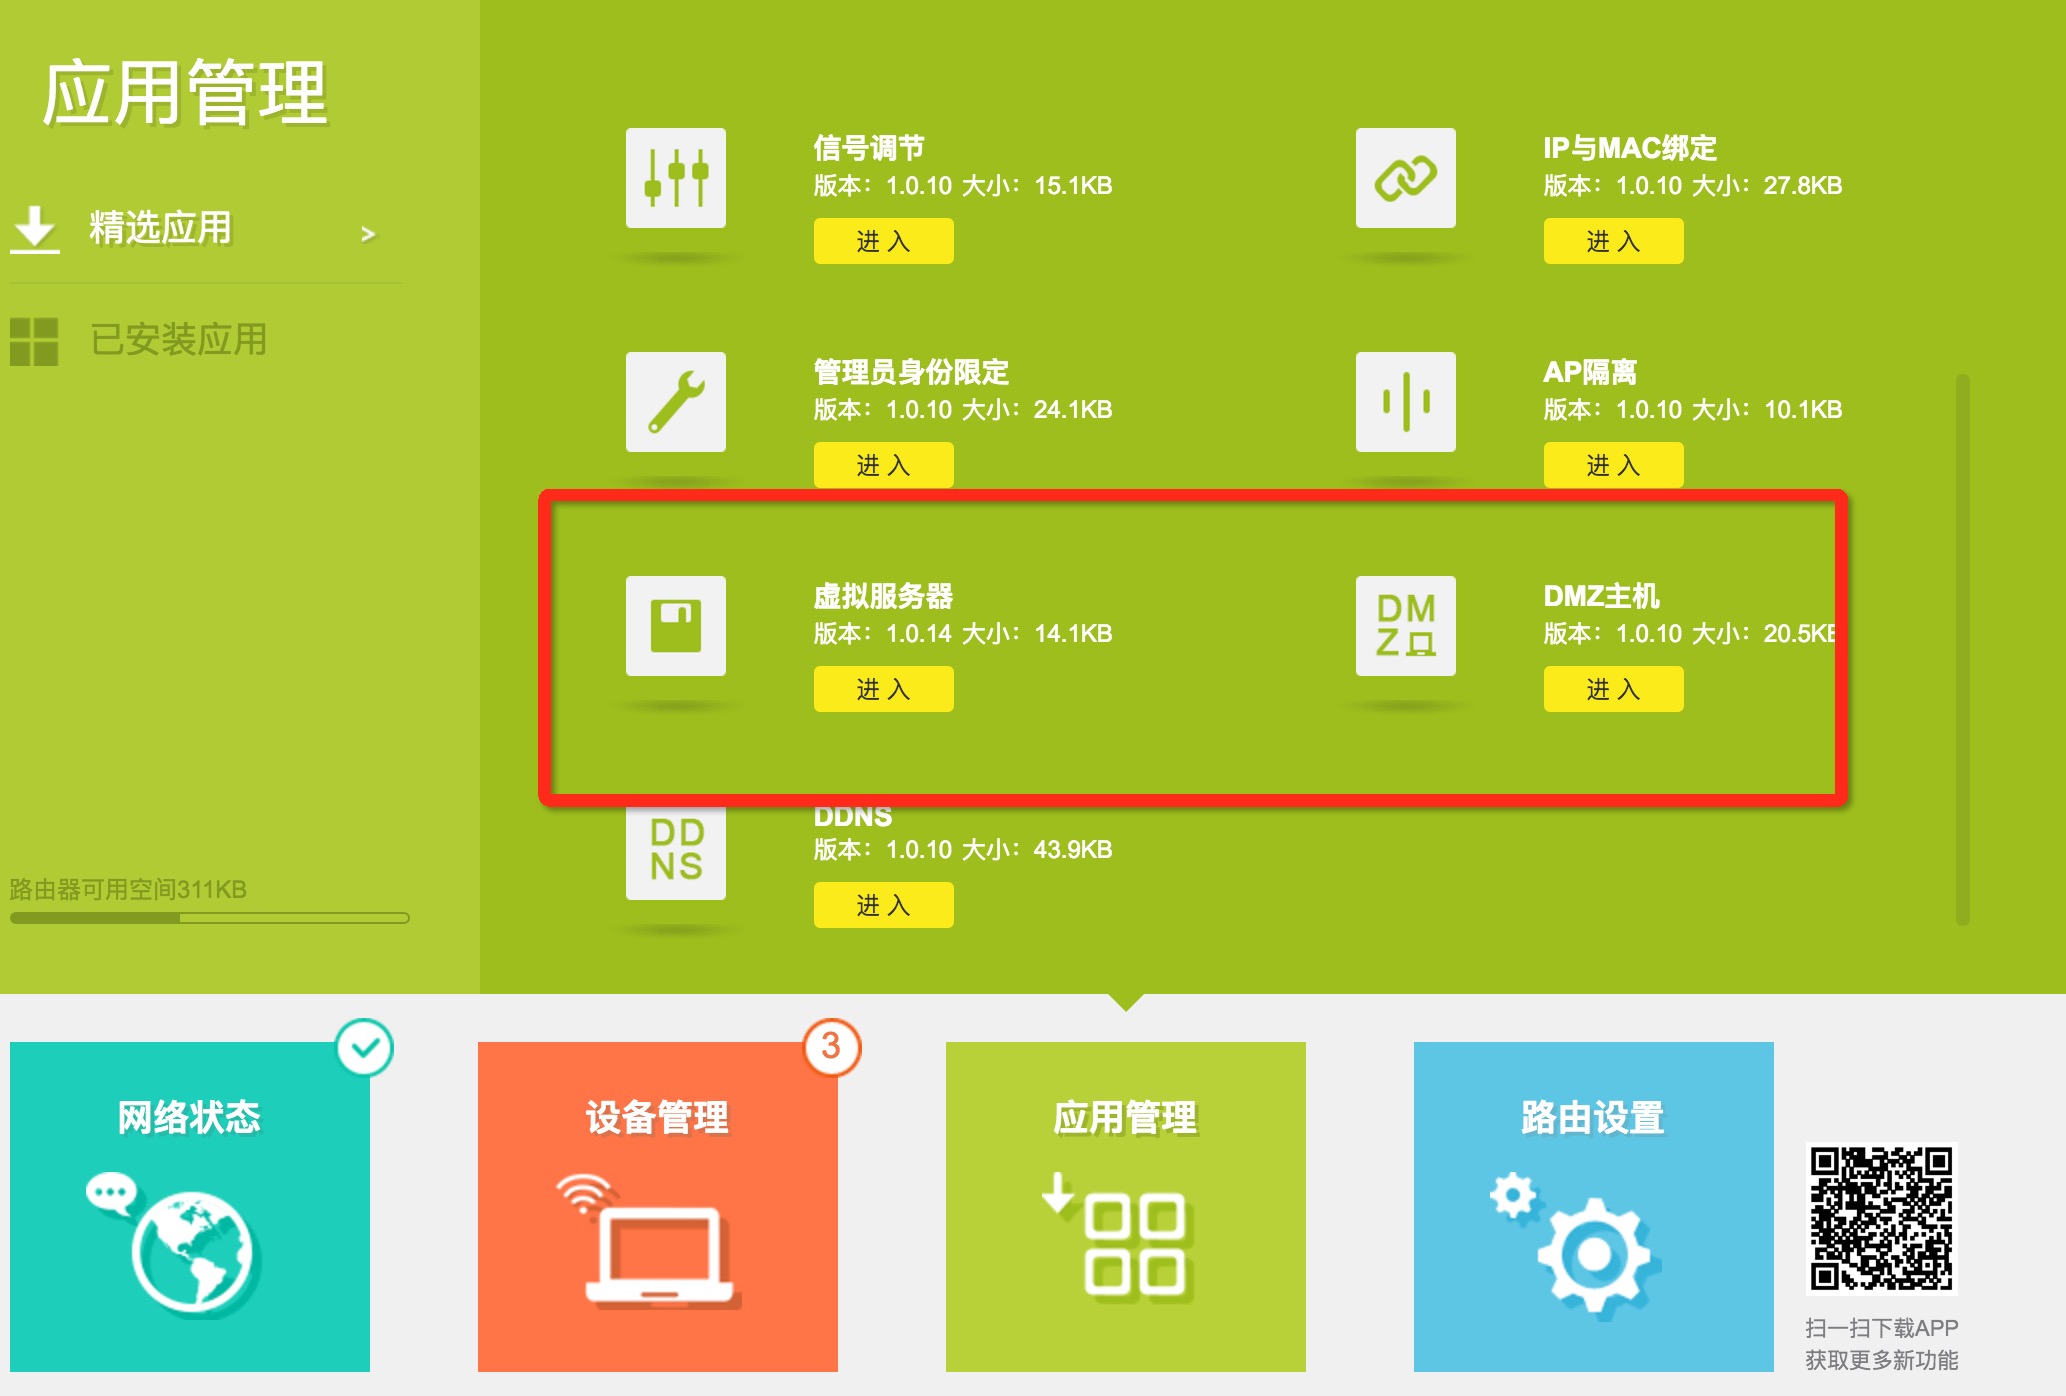 应用管理
精选应用 >
已安装应用
路由器可用空间311KB
信号调节
版本：1.0.10 大小：15.1KB
进 入
IP与MAC绑定
版本：1.0.10 大小：27.8KB
进 入
管理员身份限定
版本：1.0.10 大小：24.1KB
进 入
AP隔离
版本：1.0.10 大小：10.1KB
进 入
虚拟服务器
版本：1.0.14 大小：14.1KB
进 入
DM
Z
DMZ主机
版本：1.0.10 大小：20.5KB
进 入
DD
NS
DDNS
版本：1.0.10 大小：43.9KB
进 入
网络状态
3
设备管理
应用管理
路由设置
扫一扫下载APP
获取更多新功能